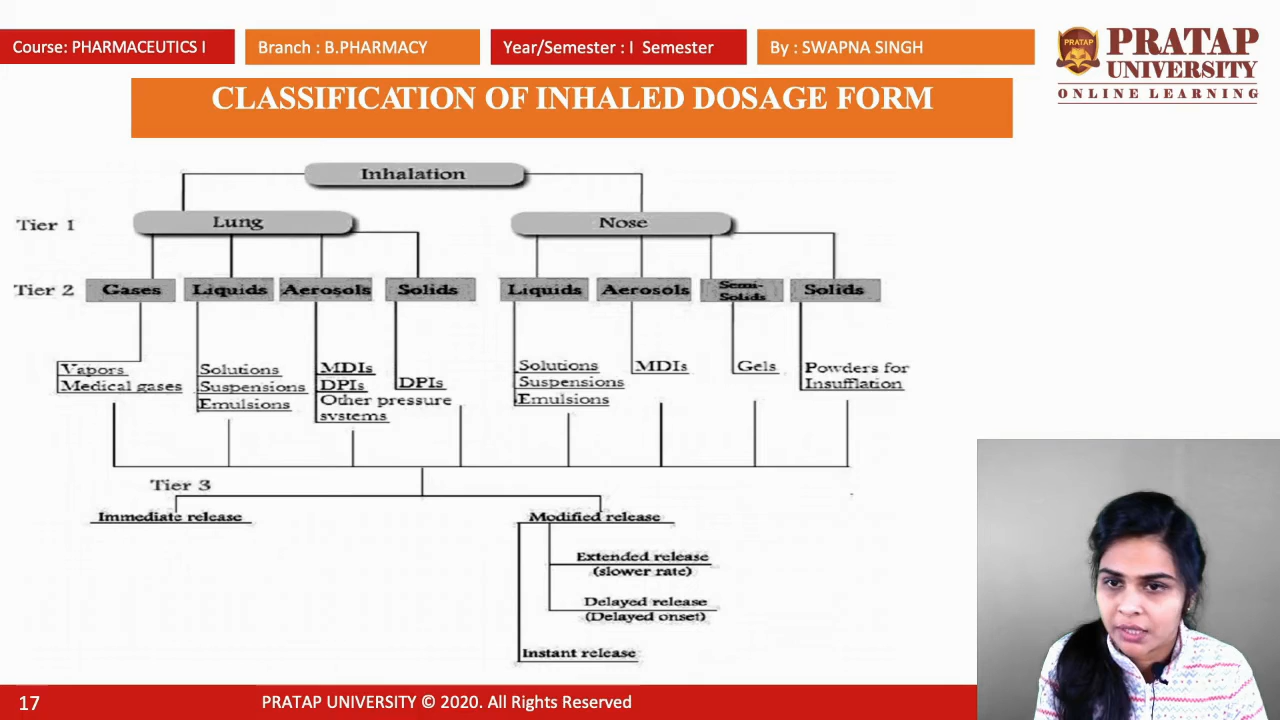 Course: PHARMACEUTICS I
Branch : B.PHARMACY
Year/Semester : I Semester
By : SWAPNA SINGH
PRATAP
PRATAP
UNIVERSITY
ONLINE LEARNING
CLASSIFICATION OF INHALED DOSAGE FORM
Inhalation
Tier 1
Lung
Nose
Tier 2
Gases
Liquids
Aerosols
Solids
Liquids
Aerosols
Semi-
Solids
Solids
Vapors
Medical gases
Solutions
Suspensions
Emulsions
MDIs
DPIs
Other pressure
systems
DPIs
Solutions
Suspensions
Emulsions
MDIs
Gels
Powders for
Insufflation
Tier 3
Immediate release
Modified release
Extended release
(slower rate)
Delayed release
(Delayed onset)
Instant release
17
PRATAP UNIVERSITY © 2020. All Rights Reserved